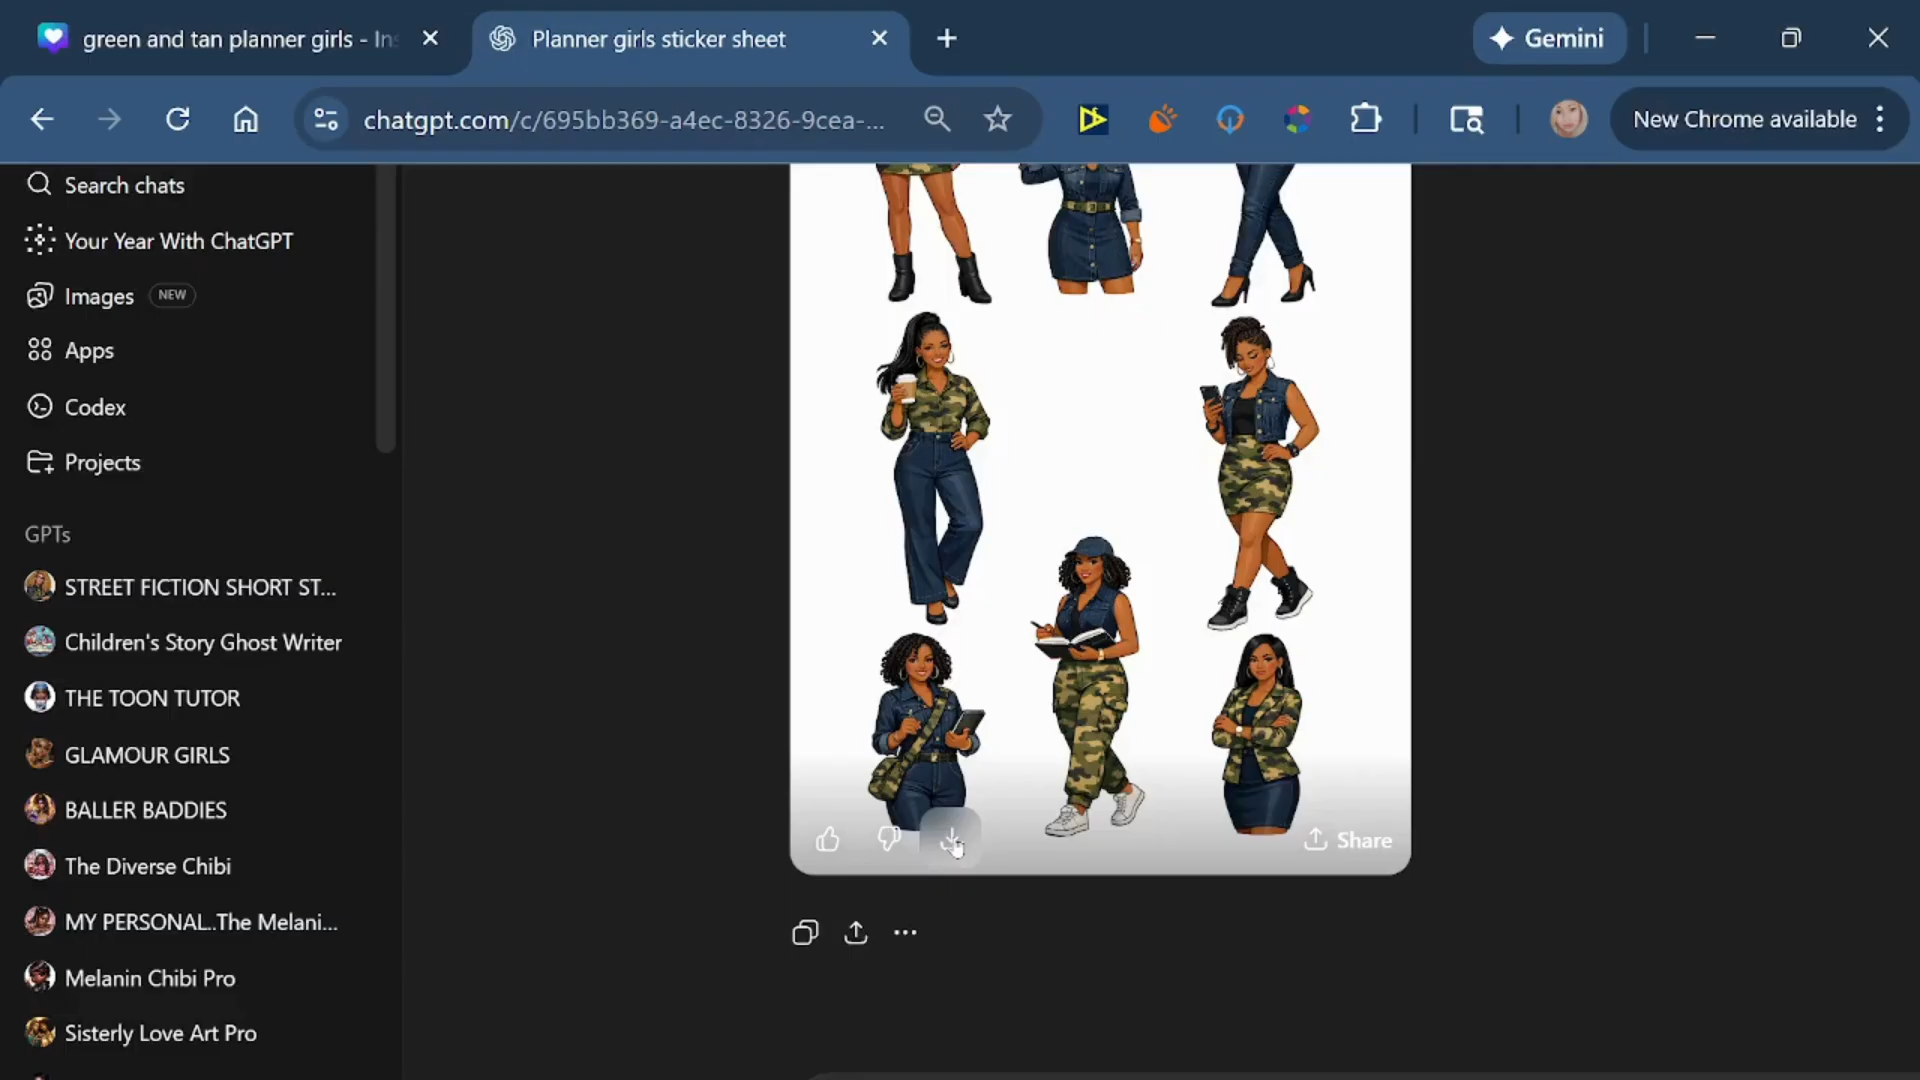 green and tan planner girls - Ins
Planner girls sticker sheet
Gemini
chatgpt.com/c/695bb369-a4ec-8326-9cea-...
New Chrome available
Search chats
Your Year With ChatGPT
Images NEW
Apps
Codex
Projects
GPTs
STREET FICTION SHORT ST...
Children's Story Ghost Writer
THE TOON TUTOR
GLAMOUR GIRLS
BALLER BADDIES
The Diverse Chibi
MY PERSONAL..The Melani...
Melanin Chibi Pro
Sisterly Love Art Pro
Share